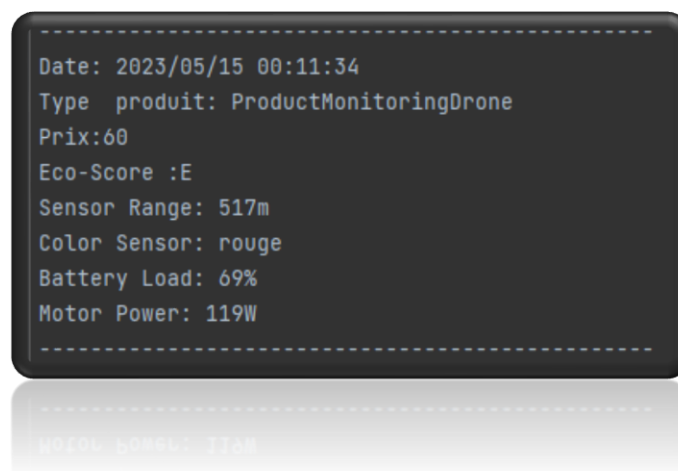 ------------------------------------------------
Date: 2023/05/15 00:11:34
Type  produit: ProductMonitoringDrone
Prix:60
Eco-Score :E
Sensor Range: 517m
Color Sensor: rouge
Battery Load: 69%
Motor Power: 119W
------------------------------------------------